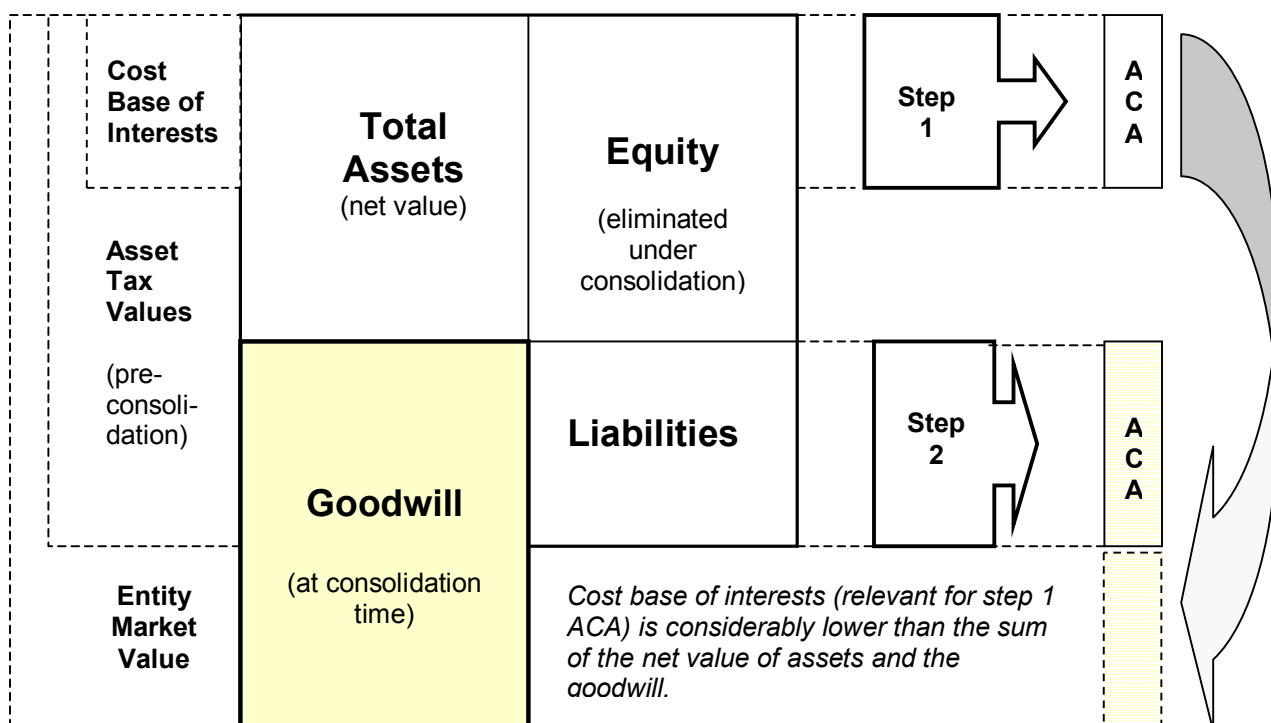 Cost
Base of
Interests
Total
Assets
(net value)
Equity
(eliminated
under
consolidation)
Step
1
A
C
A
Asset
Tax
Values
(pre-
consoli-
dation)
Goodwill
(at consolidation
time)
Liabilities
Step
2
A
C
A
Entity
Market
Value
Cost base of interests (relevant for step 1
ACA) is considerably lower than the sum
of the net value of assets and the
goodwill.